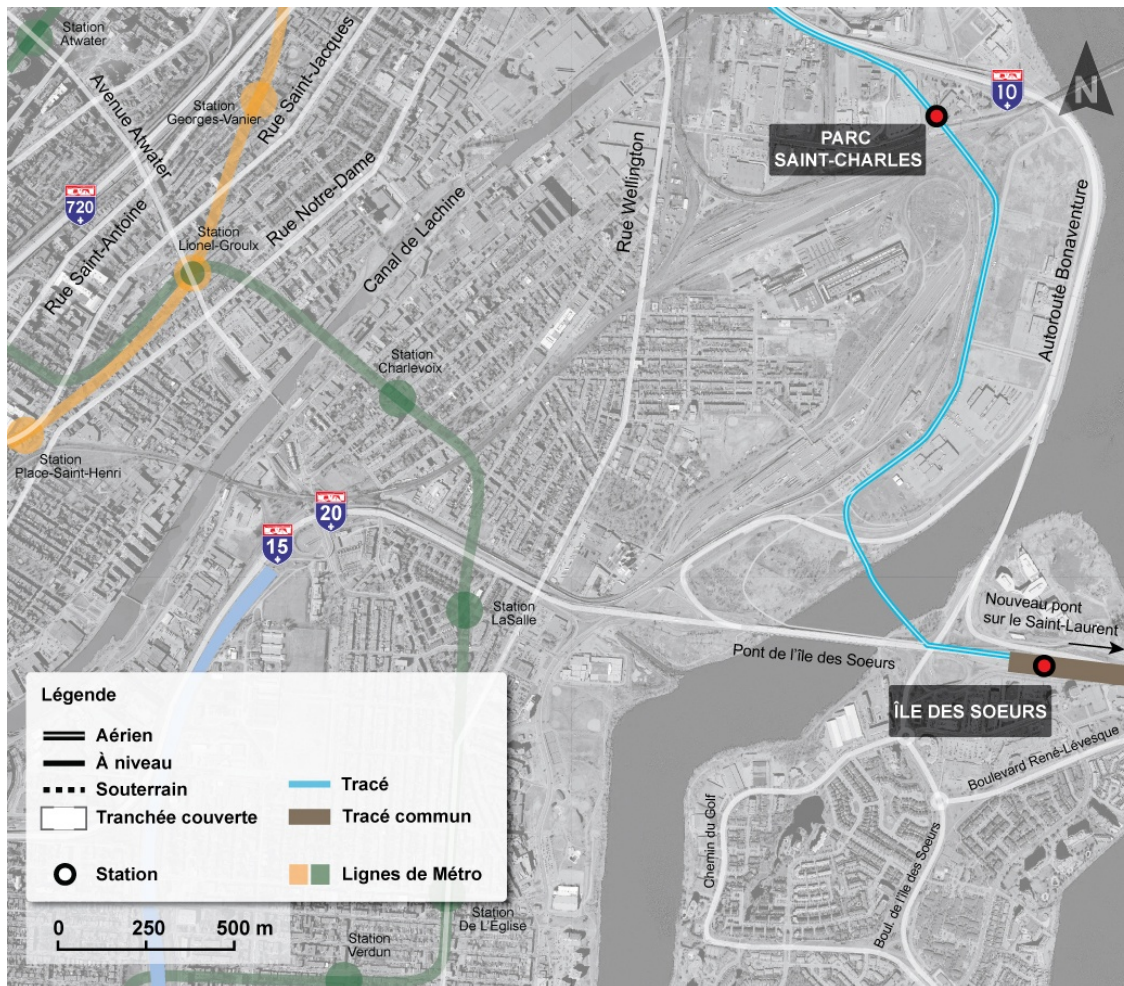 Station
Atwater
Avenue Atwater
Station
Georges-Vanier
Rue Saint-Jacques
10
N
PARC
SAINT-CHARLES
720
Rue Saint-Antoine
Station
Lionel-Groulx
Rue Notre-Dame
Canal de Lachine
Rue Wellington
Autoroute Bonaventure
Station
Charlevoix
Station
Place-Saint-Henri
20
15
Station
LaSalle
Nouveau pont
sur le Saint-Laurent
Pont de l'île des Soeurs
ÎLE DES SOEURS
Boulevard René-Lévesque
Chemin du Golf
Boul. de l'île des Soeurs
Légende
Aérien
À niveau
Souterrain
Tranchée couverte
Station
Tracé
Tracé commun
Lignes de Métro
0 250 500 m
Station
De L'Église
Station
Verdun